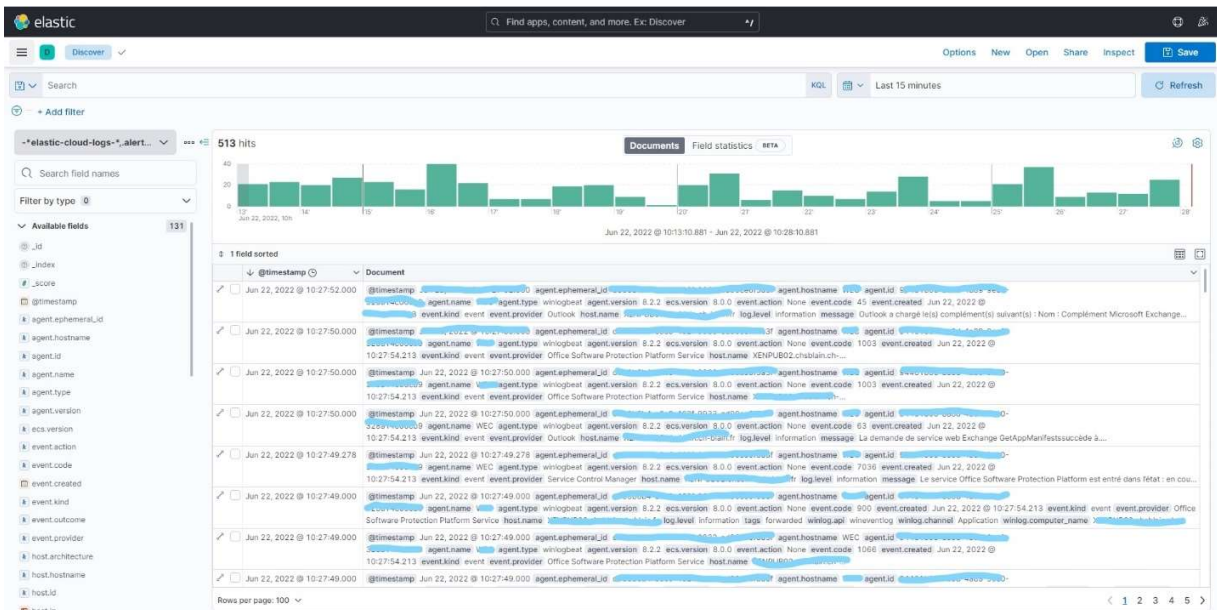 elastic
Find apps, content, and more. Ex: Discover
^/
D Discover
Options New Open Share Inspect Save
Search KQL Last 15 minutes Refresh
+ Add filter
-*elastic-cloud-logs-*,.alert...
513 hits
Documents Field statistics BETA
Search field names
Filter by type 0
Available fields 131
_id
_index
_score
@timestamp
agent.ephemeral_id
agent.hostname
agent.id
agent.name
agent.type
agent.version
ecs.version
event.action
event.code
event.created
event.kind
event.outcome
event.provider
host.architecture
host.hostname
host.id
40
20
0
13' 14' 15' 16' 17' 18' 19' 20' 21' 22' 23' 24' 25' 26' 27' 28'
Jun 22, 2022, 10h
Jun 22, 2022 @ 10:13:10.881 - Jun 22, 2022 @ 10:28:10.881
1 field sorted
@timestamp Document
Jun 22, 2022 @ 10:27:52.000 @timestamp agent.ephemeral_id agent.hostname agent.id
agent.name agent.type winlogbeat agent.version 8.2.2 ecs.version 8.0.0 event.action None event.code 45 event.created Jun 22, 2022 @
event.kind event event.provider Outlook host.name log.level information message Outlook a chargé le(s) complément(s) suivant(s) : Nom : Complément Microsoft Exchange...
Jun 22, 2022 @ 10:27:50.000 @timestamp agent.ephemeral_id agent.hostname agent.id
agent.name agent.type winlogbeat agent.version 8.2.2 ecs.version 8.0.0 event.action None event.code 1003 event.created Jun 22, 2022 @
10:27:54.213 event.kind event event.provider Office Software Protection Platform Service host.name XENPUB02.chsblain.ch-...
Jun 22, 2022 @ 10:27:50.000 @timestamp Jun 22, 2022 @ 10:27:50.000 agent.ephemeral_id agent.hostname agent.id
agent.name agent.type winlogbeat agent.version 8.2.2 ecs.version 8.0.0 event.action None event.code 1003 event.created Jun 22, 2022 @
10:27:54.213 event.kind event event.provider Office Software Protection Platform Service host.name
Jun 22, 2022 @ 10:27:50.000 @timestamp Jun 22, 2022 @ 10:27:50.000 agent.ephemeral_id agent.hostname agent.id
agent.name WEC agent.type winlogbeat agent.version 8.2.2 ecs.version 8.0.0 event.action None event.code 63 event.created Jun 22, 2022 @
10:27:54.213 event.kind event event.provider Outlook host.name log.level information message La demande de service web Exchange GetAppManifestssuccède à....
Jun 22, 2022 @ 10:27:49.278 @timestamp Jun 22, 2022 @ 10:27:49.278 agent.ephemeral_id agent.hostname agent.id
agent.name WEC agent.type winlogbeat agent.version 8.2.2 ecs.version 8.0.0 event.action None event.code 7036 event.created Jun 22, 2022 @
10:27:54.213 event.kind event event.provider Service Control Manager host.name log.level information message Le service Office Software Protection Platform est entré dans l'état : en cou...
Jun 22, 2022 @ 10:27:49.000 @timestamp Jun 22, 2022 @ 10:27:49.000 agent.ephemeral_id agent.hostname agent.id
agent.name agent.type winlogbeat agent.version 8.2.2 ecs.version 8.0.0 event.action None event.code 900 event.created Jun 22, 2022 @ 10:27:54.213 event.kind event event.provider Office
Software Protection Platform Service host.name log.level information tags forwarded winlog.api wineventlog winlog.channel Application winlog.computer_name
Jun 22, 2022 @ 10:27:49.000 @timestamp Jun 22, 2022 @ 10:27:49.000 agent.ephemeral_id agent.hostname WEC agent.id
agent.name agent.type winlogbeat agent.version 8.2.2 ecs.version 8.0.0 event.action None event.code 1066 event.created Jun 22, 2022 @
10:27:54.213 event.kind event event.provider Office Software Protection Platform Service host.name
Jun 22, 2022 @ 10:27:49.000 @timestamp Jun 22, 2022 @ 10:27:49.000 agent.ephemeral_id agent.hostname agent.id
Rows per page: 100
1 2 3 4 5